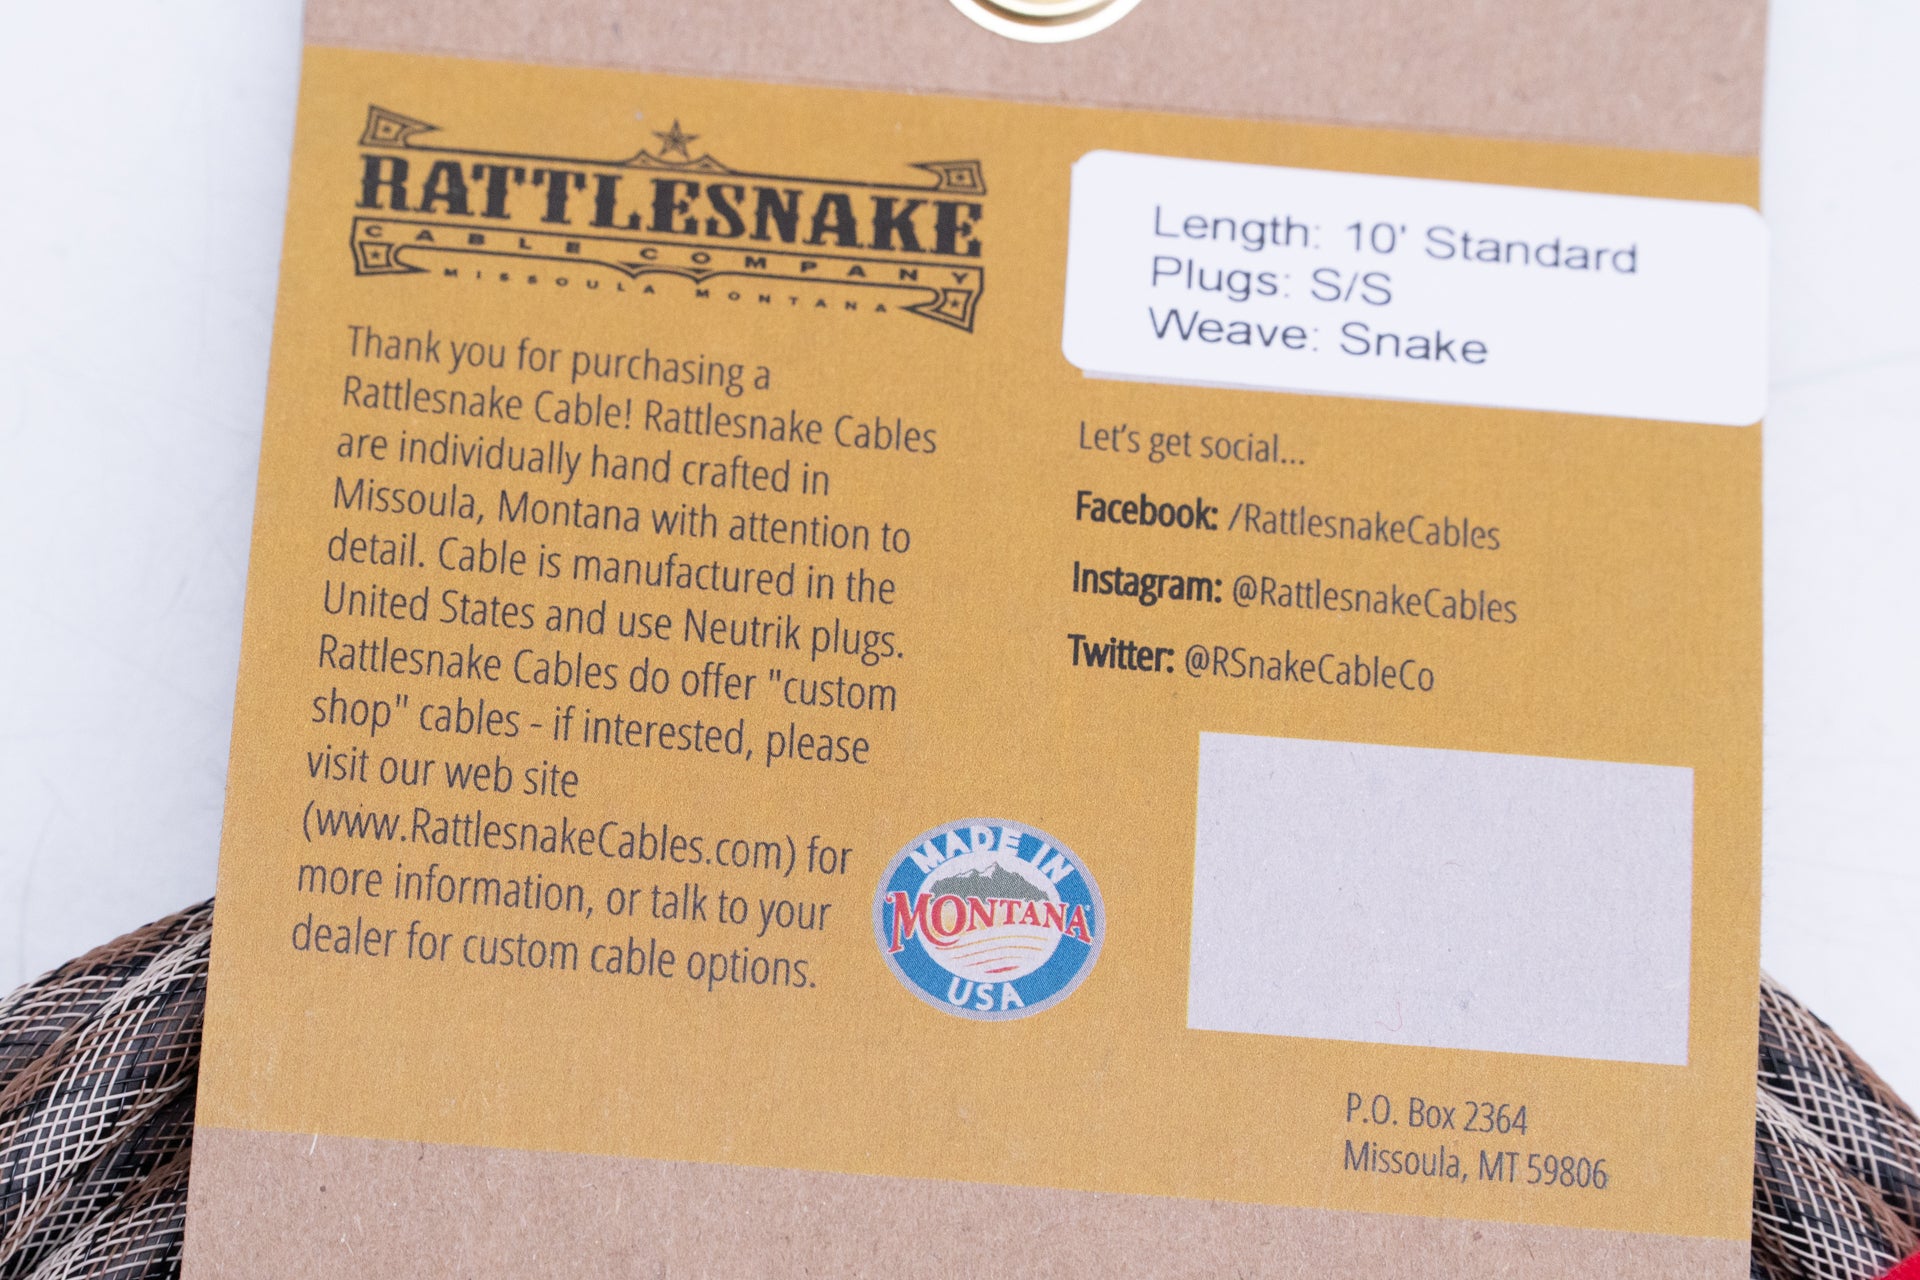 RATTLESNAKE
CABLE COMPANY
MISSOULA MONTANA
Thank you for purchasing a
Rattlesnake Cable! Rattlesnake Cables
are individually hand crafted in
Missoula, Montana with attention to
detail. Cable is manufactured in the
United States and use Neutrik plugs.
Rattlesnake Cables do offer "custom
shop" cables - if interested, please
visit our web site
(www.RattlesnakeCables.com) for
more information, or talk to your
dealer for custom cable options.
MADE IN
MONTANA
USA
Length: 10' Standard
Plugs: S/S
Weave: Snake
Let's get social...
Facebook: /RattlesnakeCables
Instagram: @RattlesnakeCables
Twitter: @RSnakeCableCo
P.O. Box 2364
Missoula, MT 59806